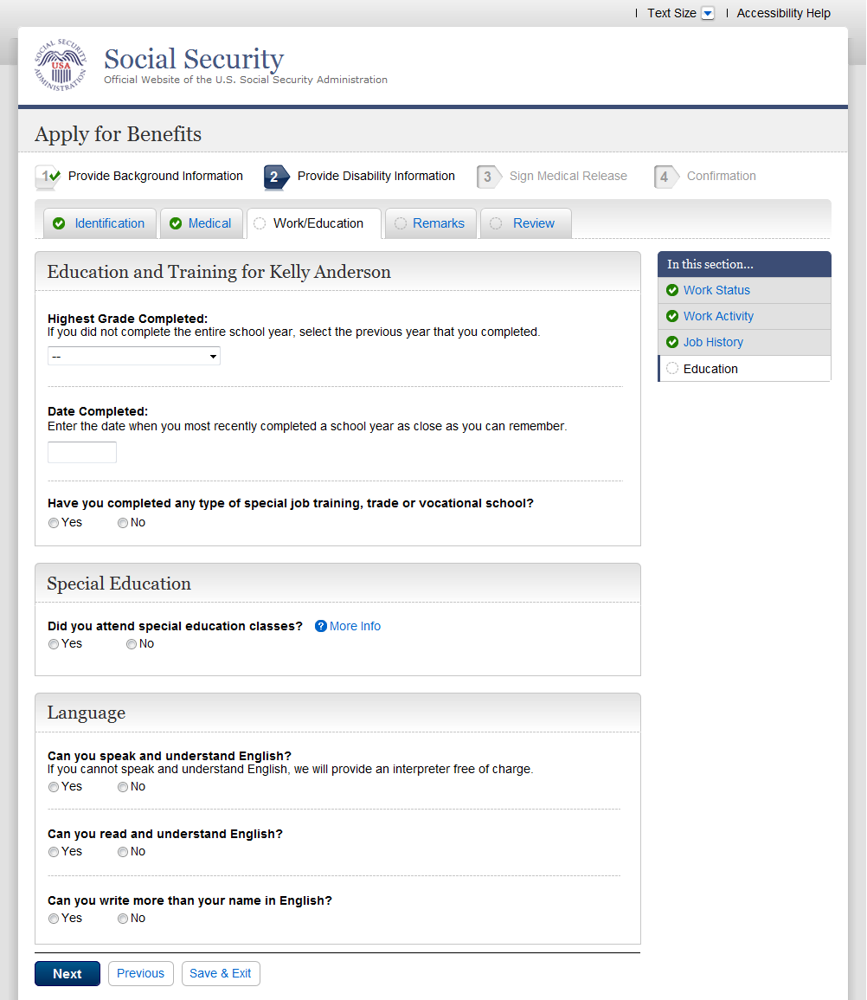 Text Size
Accessibility Help
SOCIAL SECURITY ADMINISTRATION
USA
Social Security
Official Website of the U.S. Social Security Administration
Apply for Benefits
1 Provide Background Information
2 Provide Disability Information
3 Sign Medical Release
4 Confirmation
Identification
Medical
Work/Education
Remarks
Review
Education and Training for Kelly Anderson
Highest Grade Completed:
If you did not complete the entire school year, select the previous year that you completed.
--
Date Completed:
Enter the date when you most recently completed a school year as close as you can remember.
Have you completed any type of special job training, trade or vocational school?
Yes No
Special Education
Did you attend special education classes? ? More Info
Yes No
Language
Can you speak and understand English?
If you cannot speak and understand English, we will provide an interpreter free of charge.
Yes No
Can you read and understand English?
Yes No
Can you write more than your name in English?
Yes No
Next
Previous
Save & Exit
In this section...
Work Status
Work Activity
Job History
Education